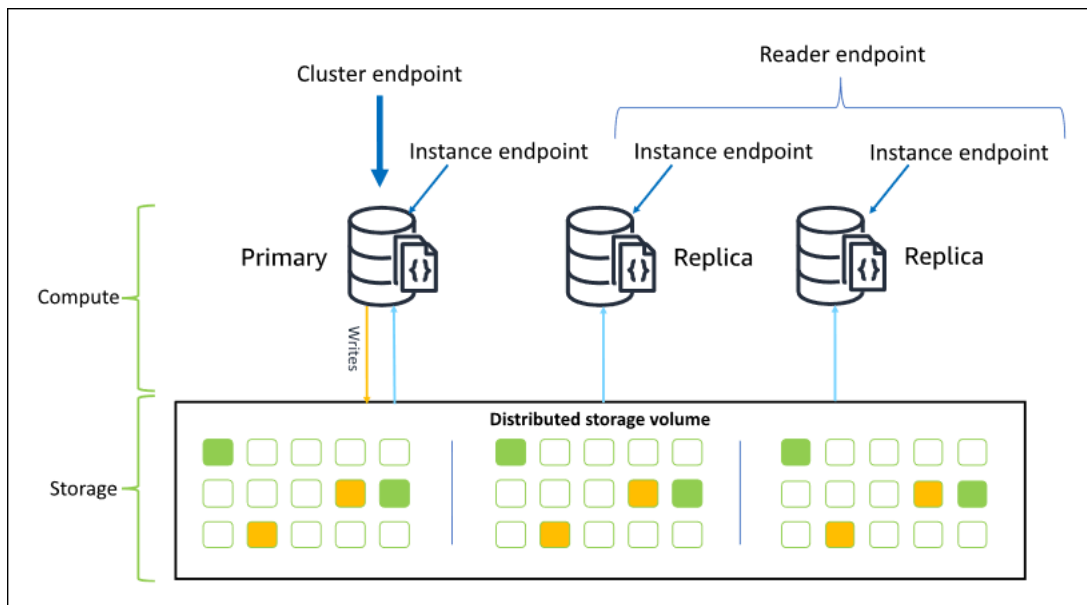 Reader endpoint
Cluster endpoint
Instance endpoint
Instance endpoint
Instance endpoint
{}
{}
{}
Primary
Replica
Replica
Compute
Writes
Distributed storage volume
Storage